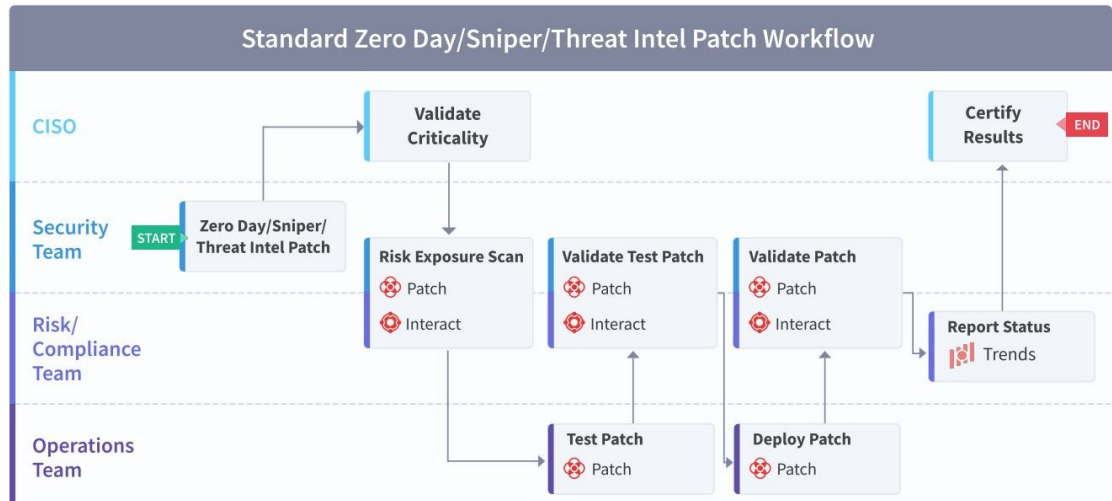 Standard Zero Day/Sniper/Threat Intel Patch Workflow
CISO
Validate
Criticality
Certify
Results
END
Security
Team
START
Zero Day/Sniper/
Threat Intel Patch
Risk Exposure Scan
Patch
Interact
Validate Test Patch
Patch
Interact
Validate Patch
Patch
Interact
Risk/
Compliance
Team
Report Status
Trends
Operations
Team
Test Patch
Patch
Deploy Patch
Patch